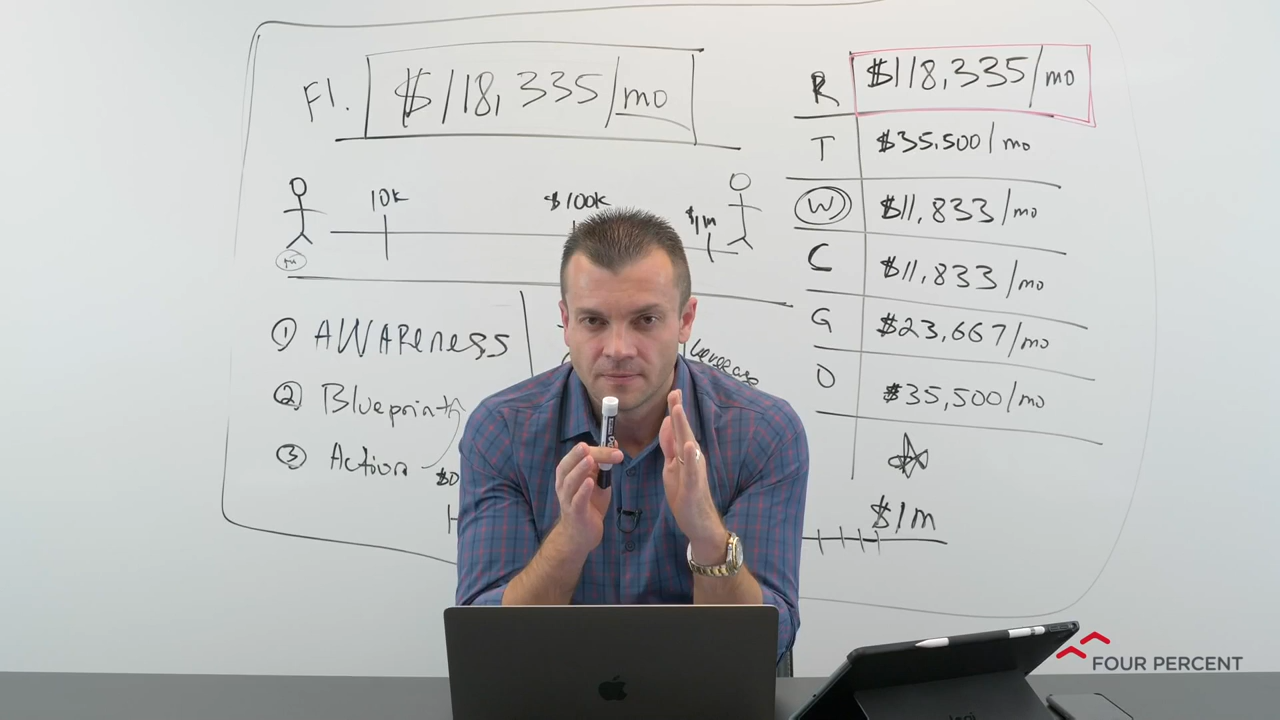 FI. $118,335/mo
10k $100k $1m
① AWAReness
② Blueprint
③ Action
$0
R $118,335/mo
T $35,500/mo
W $11,833/mo
C $11,833/mo
G $23,667/mo
O $35,500/mo
$1m
FOUR PERCENT